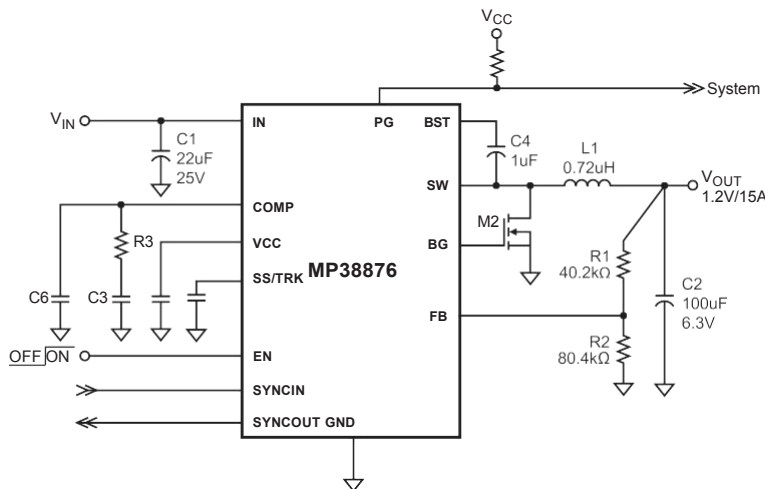 VCC
System
VIN
IN
PG
BST
C1
22uF
25V
C4
1uF
L1
0.72uH
SW
VOUT
1.2V/15A
COMP
M2
R3
VCC
BG
R1
40.2kΩ
SS/TRK
MP38876
C6
C3
C2
100uF
6.3V
FB
R2
80.4kΩ
OFF ON
EN
SYNCIN
SYNCOUT GND